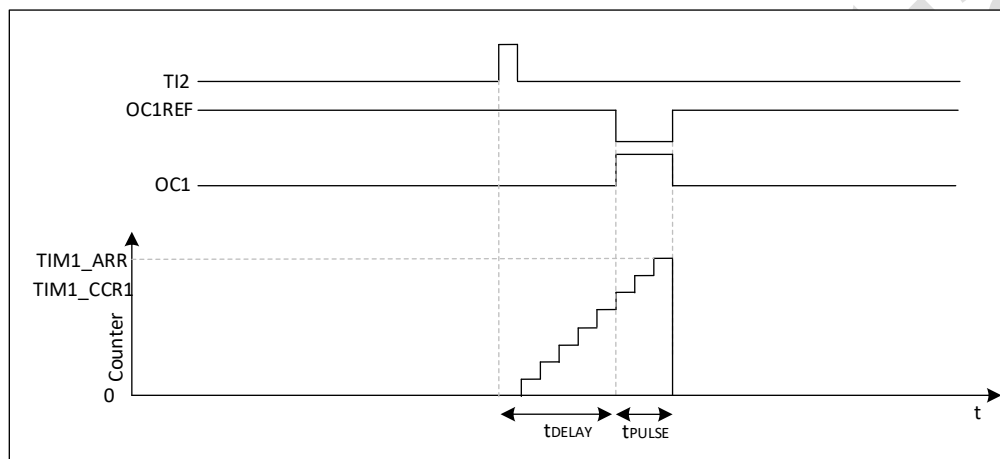 TI2
OC1REF
OC1
TIM1_ARR
TIM1_CCR1
Counter
0
t
tDELAY
tPULSE